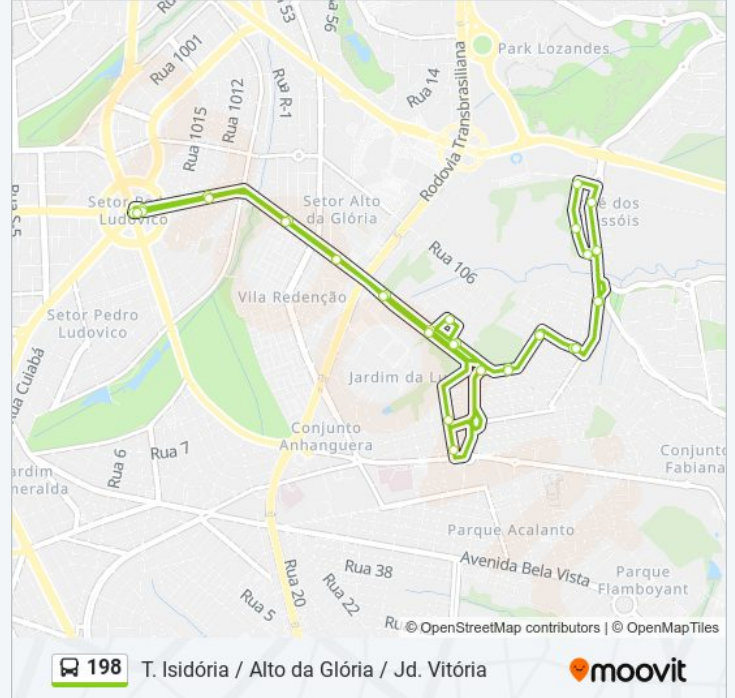 53
56
Park Lozandes
Rua 1001
Rua 14
Rua R-1
Rua 1012
Rua 1015
Rodovia Transbrasiliana
Setor
Ludovico
Setor Alto
da Glória
dos
Rua 106
Vila Redenção
Setor Pedro
Ludovico
Cuiabá
Jardim da
Conjunto
Anhanguera
Rua 7
Rua 6
Conjunto
Fabiana
Parque Acalanto
Avenida Bela Vista
Rua 38
Rua 20
Rua 22
Rua 5
Parque
Flamboyant
© OpenStreetMap contributors | © OpenMapTiles
198 T. Isidória / Alto da Glória / Jd. Vitória
moovit